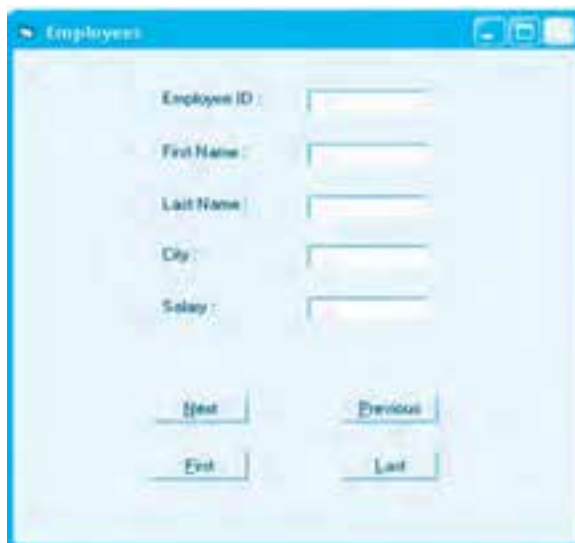 Employees
Employee ID :
First Name :
Last Name :
City :
Salary :
Next Previous
First Last